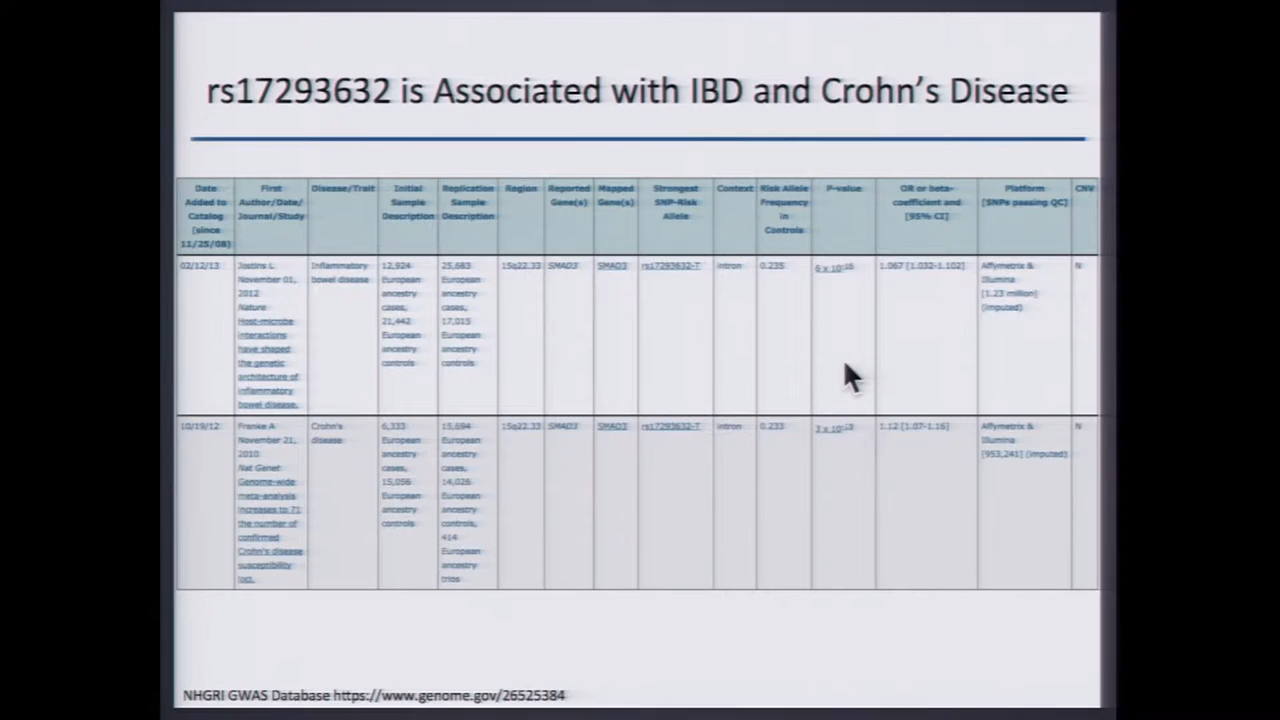 rs17293632 is Associated with IBD and Crohn's Disease
Date Added to Catalog (since 11/25/08)
First Author/Date/ Journal/Study
Disease/Trait
Initial Sample Description
Replication Sample Description
Region
Reported Gene(s)
Mapped Gene(s)
Strongest SNP-Risk Allele
Context
Risk Allele Frequency in Controls
P-value
OR or beta-coefficient and [95% CI]
Platform [SNPs passing QC]
CNV
02/12/13
Jostins L November 01, 2012 Nature Host-microbe interactions have shaped the genetic architecture of inflammatory bowel disease.
Inflammatory bowel disease
12,924 European ancestry cases, 21,442 European ancestry controls
25,683 European ancestry cases, 17,015 European ancestry controls
15q22.33
SMAD3
SMAD3
rs17293632-T
intron
0.235
6 x 10-16
1.067 [1.032-1.102]
Affymetrix & Illumina [1.23 million] (imputed)
N
10/19/12
Franke A November 21, 2010 Nat Genet Genome-wide meta-analysis increases to 71 the number of confirmed Crohn's disease susceptibility loci.
Crohn's disease
6,333 European ancestry cases, 15,056 European ancestry controls
15,694 European ancestry cases, 14,026 European ancestry controls, 414 European ancestry trios
15q22.33
SMAD3
SMAD3
rs17293632-T
intron
0.233
1.12 [1.07-1.16]
Affymetrix & Illumina [953,241] (imputed)
N
NHGRI GWAS Database https://www.genome.gov/26525384